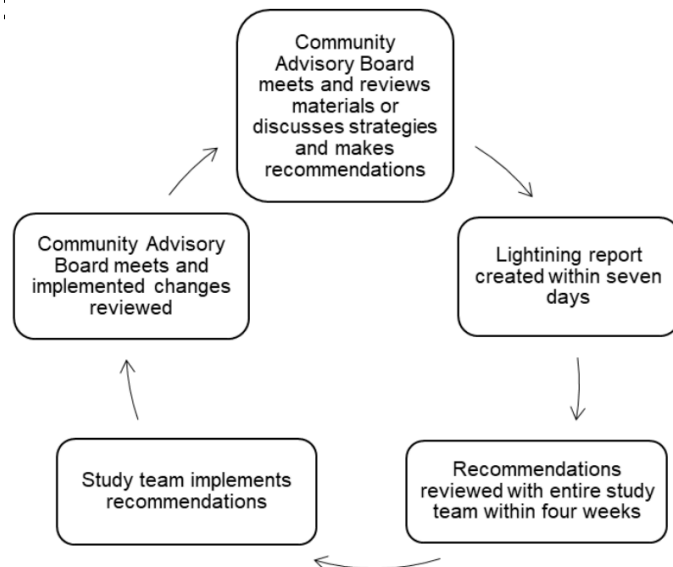 Community
Advisory Board
meets and reviews
materials or
discusses strategies
and makes
recommendations
Lightining report
created within seven
days
Recommendations
reviewed with entire study
team within four weeks
Study team implements
recommendations
Community Advisory
Board meets and
implemented changes
reviewed